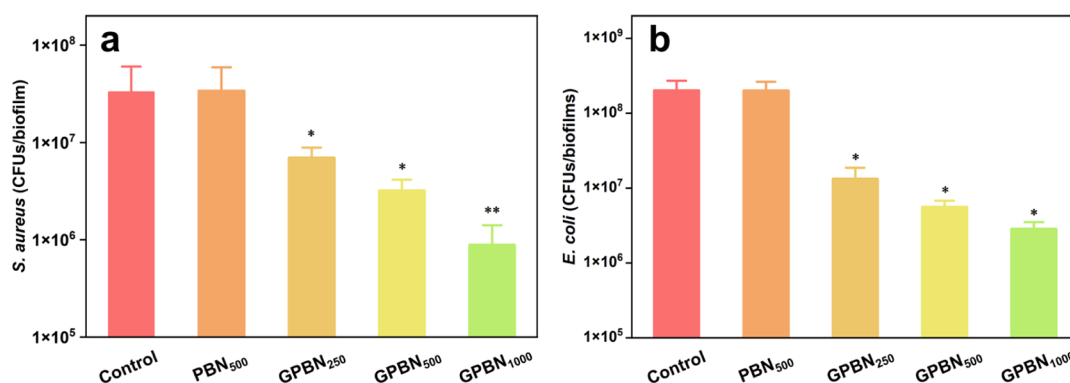 a
S. aureus (CFUs/biofilm)
1×10⁸
1×10⁷
1×10⁶
1×10⁵
*
*
**
Control
PBN₅₀₀
GPBN₂₅₀
GPBN₅₀₀
GPBN₁₀₀₀
b
E. coli (CFUs/biofilms)
1×10⁹
1×10⁸
1×10⁷
1×10⁶
1×10⁵
*
*
*
Control
PBN₅₀₀
GPBN₂₅₀
GPBN₅₀₀
GPBN₁₀₀₀